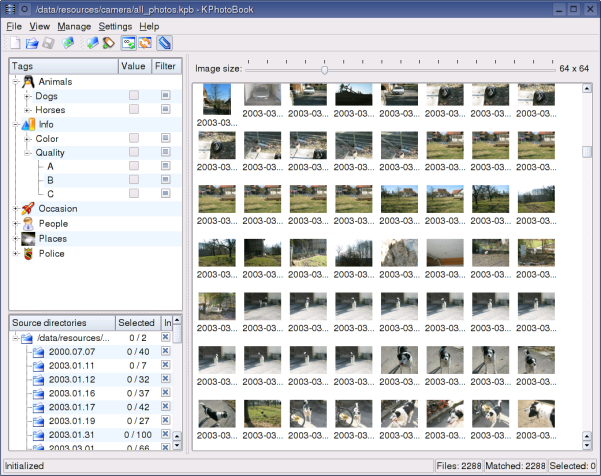 /data/resources/camera/all_photos.kpb - KPhotoBook
File View Manage Settings Help
Tags Value Filter
Animals
Dogs
Horses
Info
Color
Quality
A
B
C
Occasion
People
Places
Police
Source directories Selected In
/data/resources/... 0 / 2
2000.07.07 0 / 40
2003.01.11 0 / 7
2003.01.12 0 / 32
2003.01.16 0 / 37
2003.01.17 0 / 42
2003.01.19 0 / 27
2003.01.31 0 / 100
2003.03.01 0 / 66
Image size: 64 x 64
2003-03... 2003-03... 2003-03... 2003-03... 2003-03... 2003-03... 2003-03... 2003-03...
2003-03... 2003-03... 2003-03... 2003-03... 2003-03... 2003-03... 2003-03... 2003-03...
2003-03... 2003-03... 2003-03... 2003-03... 2003-03... 2003-03... 2003-03... 2003-03...
2003-03... 2003-03... 2003-03... 2003-03... 2003-03... 2003-03... 2003-03... 2003-03...
2003-03... 2003-03... 2003-03... 2003-03... 2003-03... 2003-03... 2003-03... 2003-03...
2003-03... 2003-03... 2003-03... 2003-03... 2003-03... 2003-03... 2003-03... 2003-03...
2003-03... 2003-03... 2003-03... 2003-03... 2003-03... 2003-03... 2003-03... 2003-03...
Initialized Files: 2288 Matched: 2288 Selected: 0